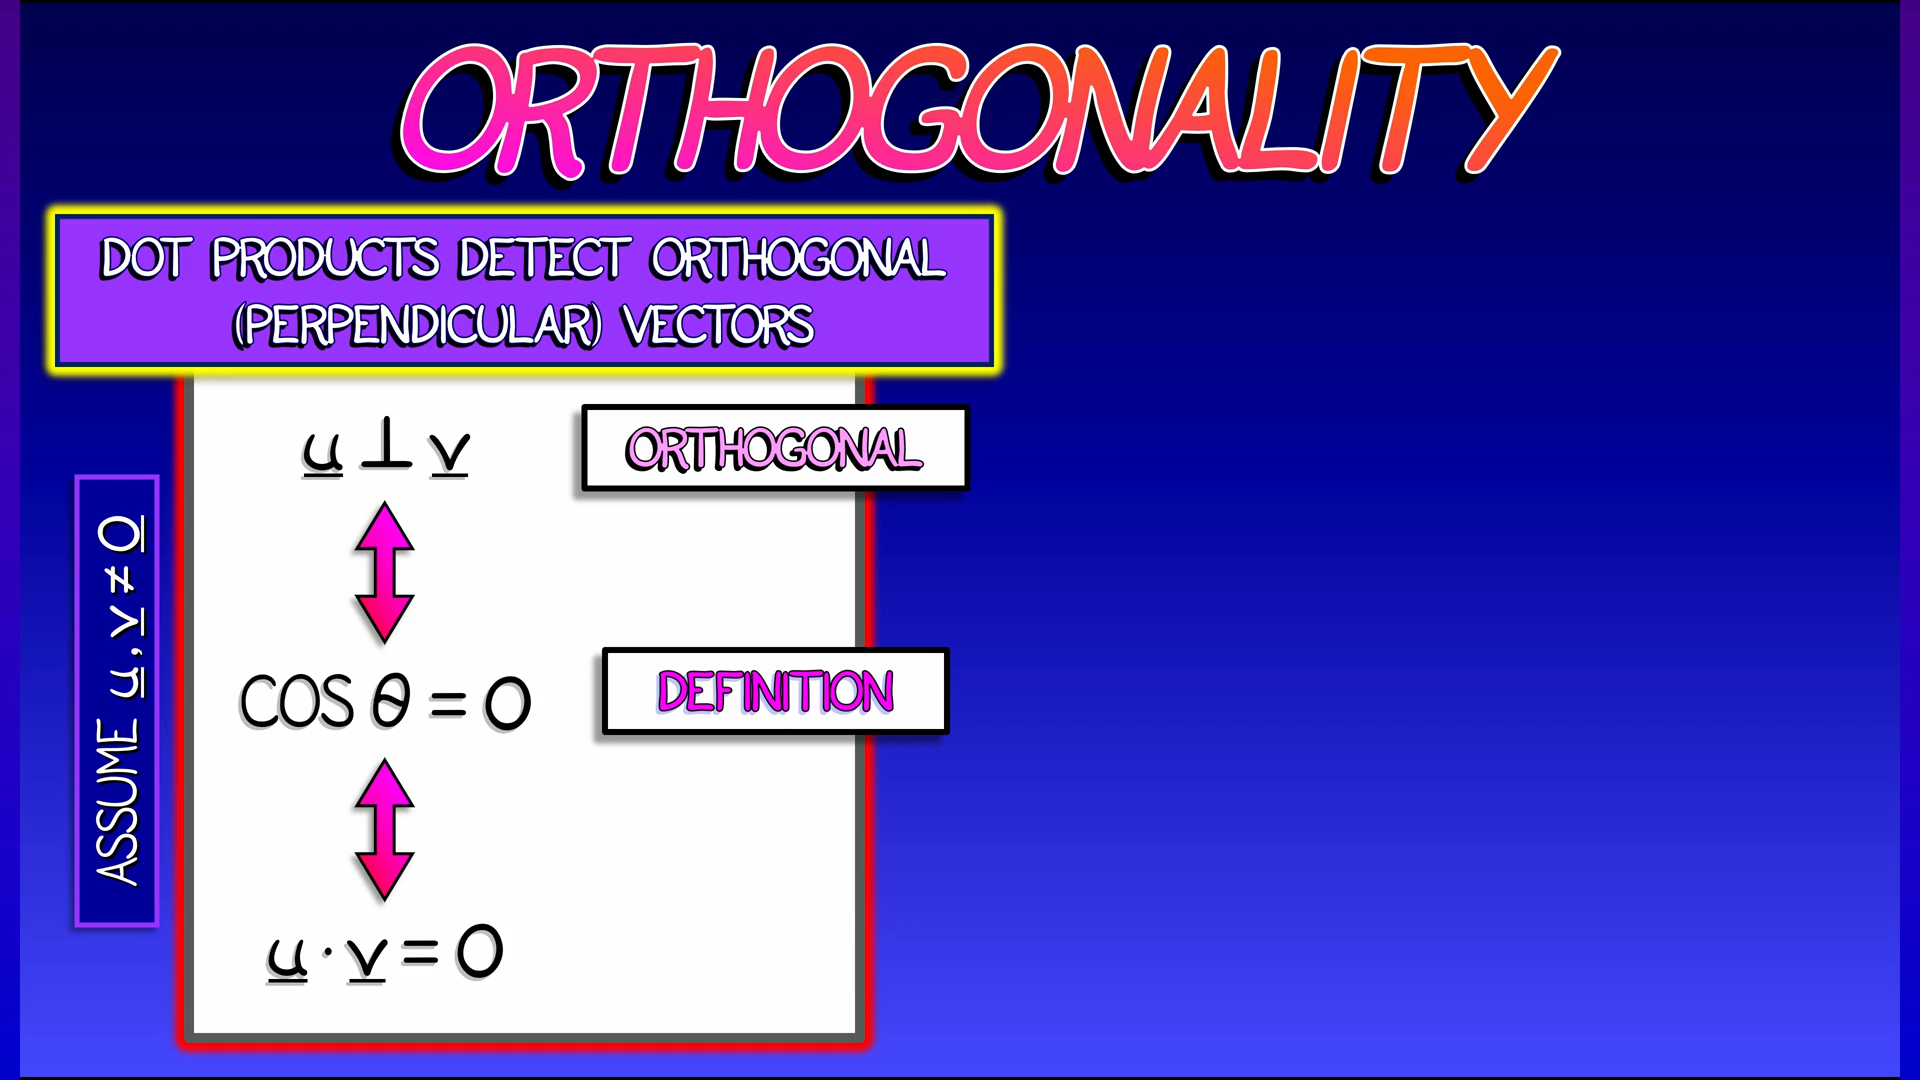 ORTHOGONALITY
DOT PRODUCTS DETECT ORTHOGONAL
(PERPENDICULAR) VECTORS
ASSUME u, v ≠ 0
u ⊥ v
ORTHOGONAL
COS θ = 0
DEFINITION
u · v = 0